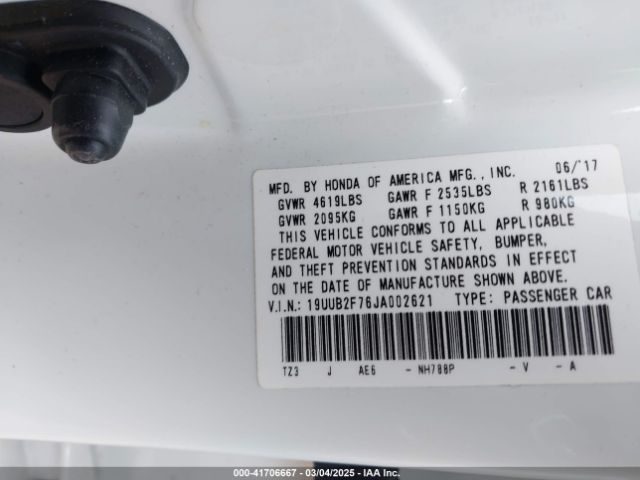 MFD. BY HONDA OF AMERICA MFG., INC. 06/'17
GVWR 4619LBS GAWR F 2535LBS R 2161LBS
GVWR 2095KG GAWR F 1150KG R 980KG
THIS VEHICLE CONFORMS TO ALL APPLICABLE
FEDERAL MOTOR VEHICLE SAFETY, BUMPER,
AND THEFT PREVENTION STANDARDS IN EFFECT
ON THE DATE OF MANUFACTURE SHOWN ABOVE.
V.I.N.: 19UUB2F76JA002621 TYPE: PASSENGER CAR
TZ3 J AE6 - NH788P - V - A
000-41706667 - 03/04/2025 - IAA Inc.